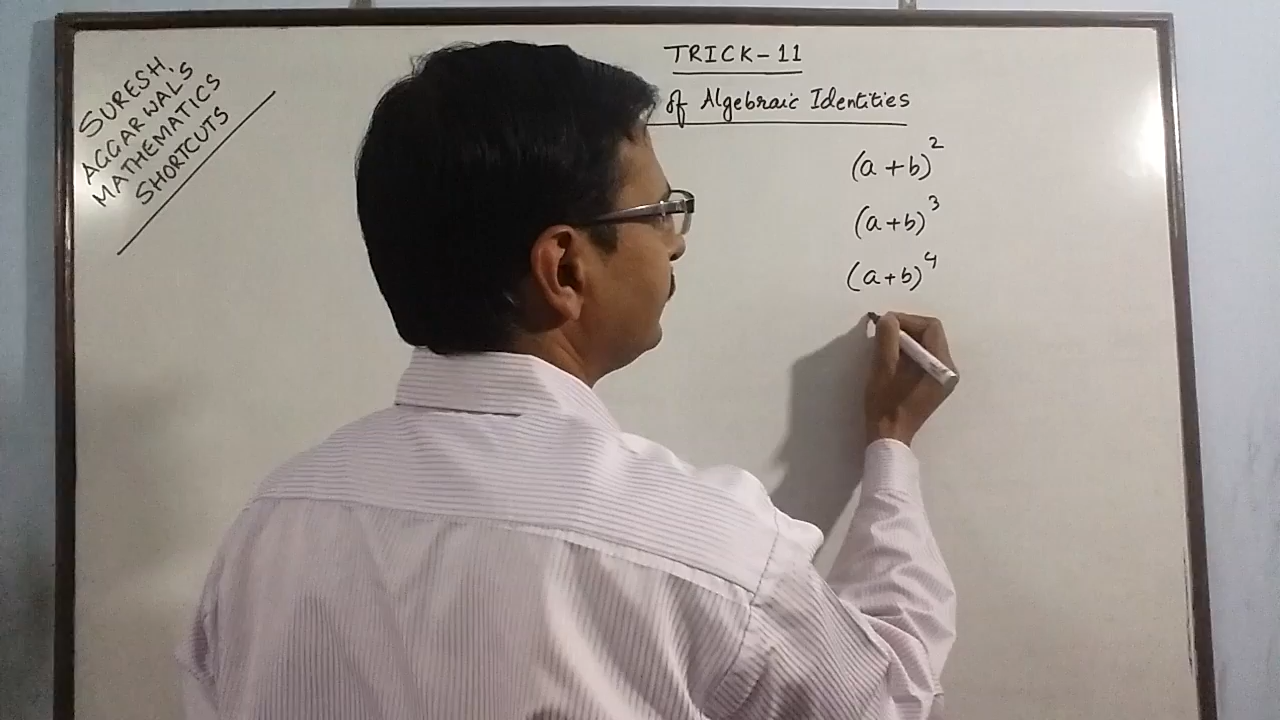 SURESH
AGGARWAL'S
MATHEMATICS
SHORTCUTS
TRICK-11
of Algebraic Identities
(a+b)²
(a+b)³
(a+b)⁴